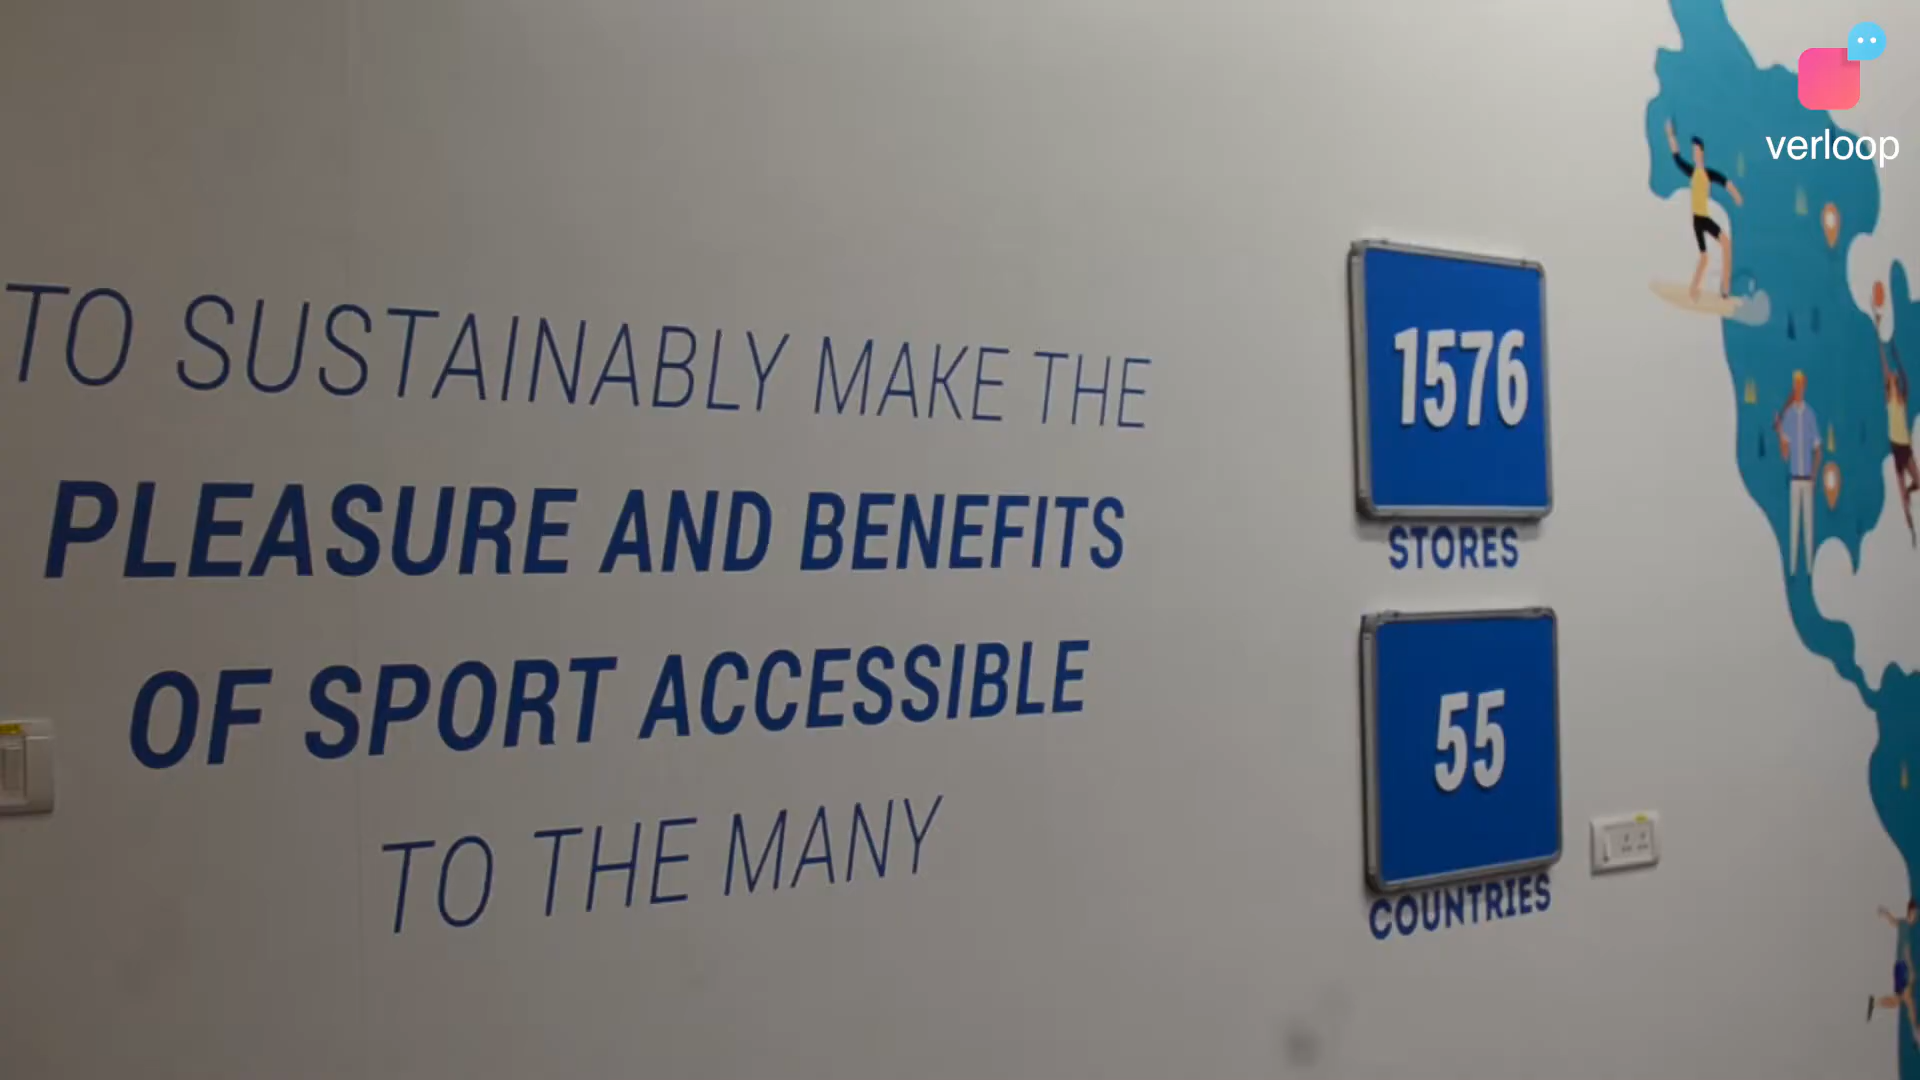 verloop
TO SUSTAINABLY MAKE THE
PLEASURE AND BENEFITS
OF SPORT ACCESSIBLE
TO THE MANY
1576
STORES
55
COUNTRIES